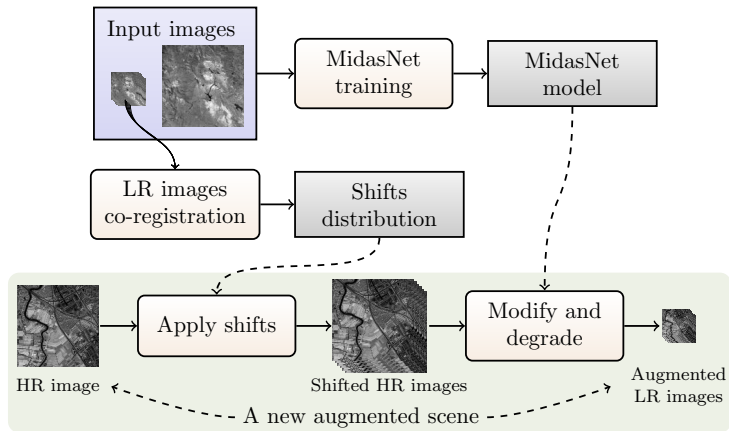 Input images
MidasNet
training
MidasNet
model
LR images
co-registration
Shifts
distribution
Apply shifts
Modify and
degrade
HR image
Shifted HR images
Augmented
LR images
A new augmented scene